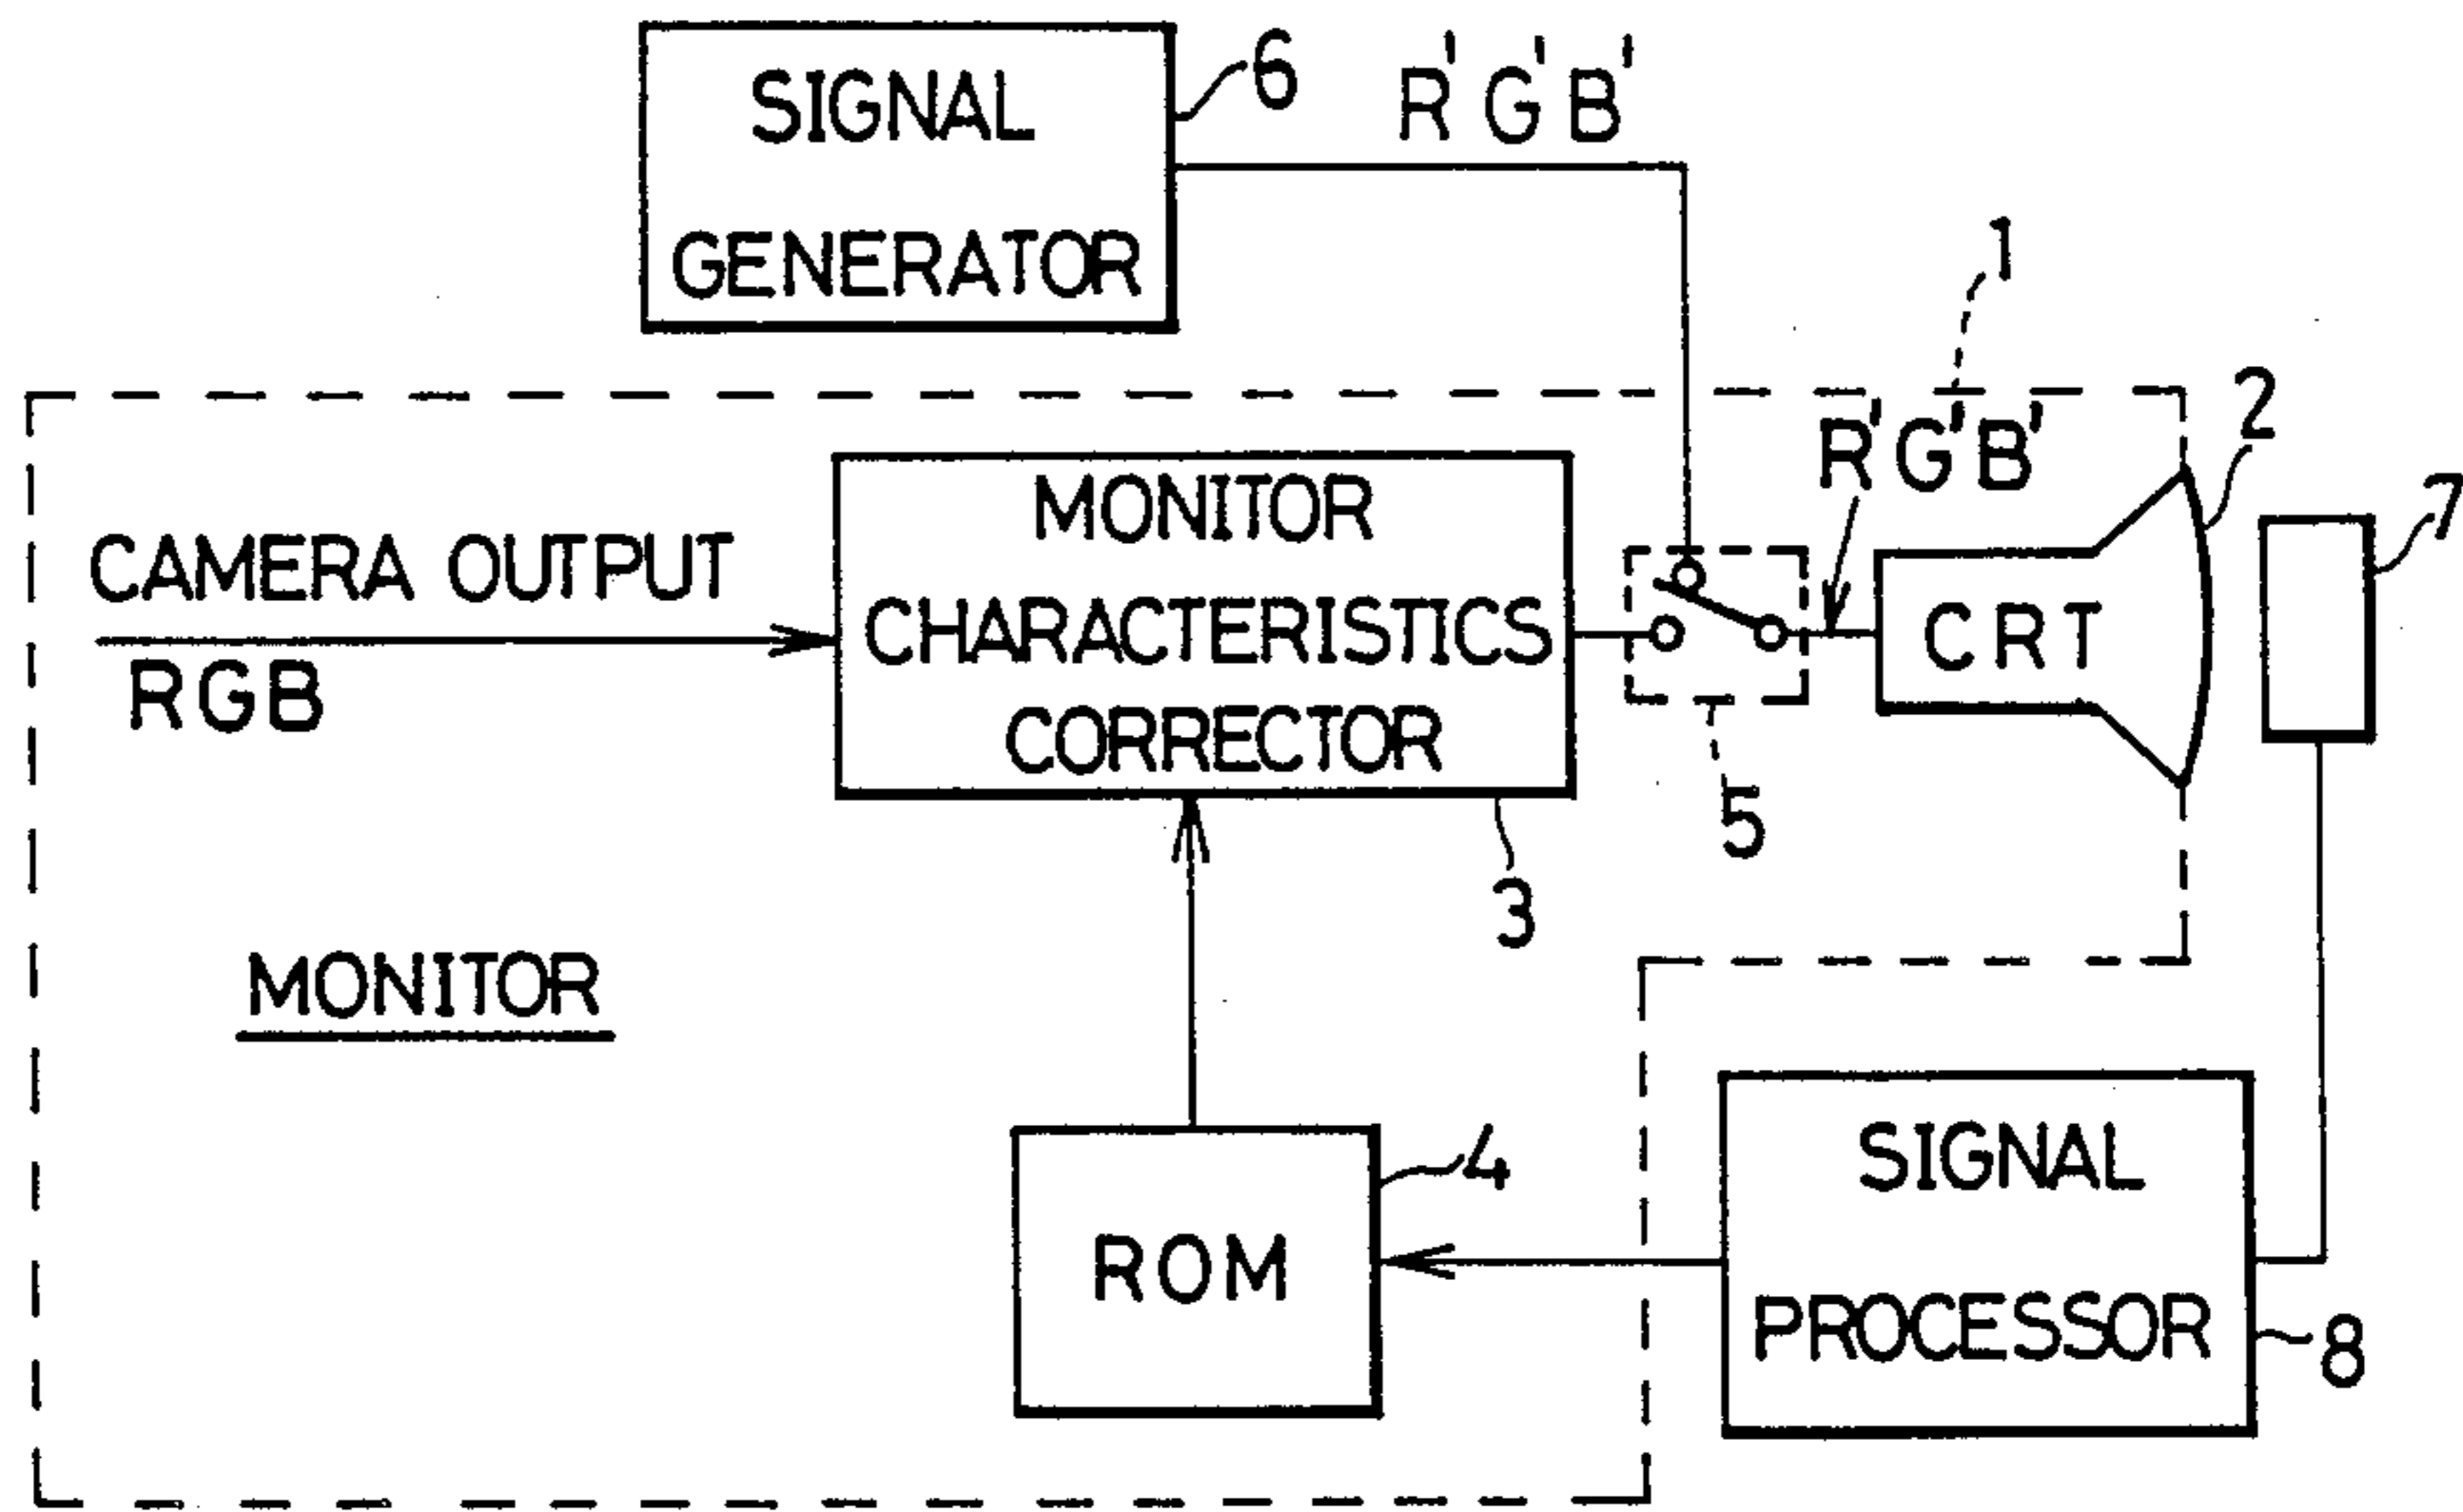 SIGNAL
GENERATOR
6
R'G'B'
1
2
R'G'B'
7
MONITOR
CHARACTERISTICS
CORRECTOR
CAMERA OUTPUT
RGB
CRT
5
3
MONITOR
4
ROM
SIGNAL
PROCESSOR
8